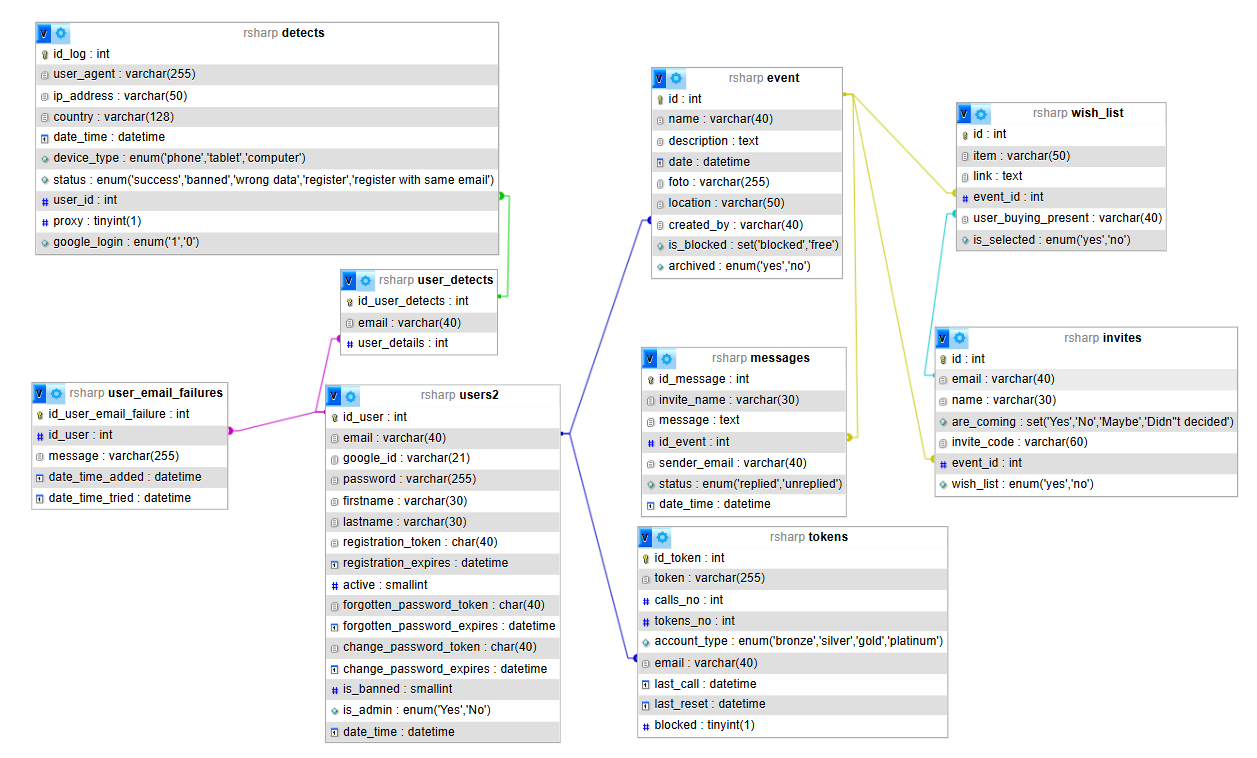 rsharp detects
id_log : int
user_agent : varchar(255)
ip_address : varchar(50)
country : varchar(128)
date_time : datetime
device_type : enum('phone','tablet','computer')
status : enum('success','banned','wrong data','register','register with same email')
user_id : int
proxy : tinyint(1)
google_login : enum('1','0')
rsharp user_detects
id_user_detects : int
email : varchar(40)
user_details : int
rsharp user_email_failures
id_user_email_failure : int
id_user : int
message : varchar(255)
date_time_added : datetime
date_time_tried : datetime
rsharp users2
id_user : int
email : varchar(40)
google_id : varchar(21)
password : varchar(255)
firstname : varchar(30)
lastname : varchar(30)
registration_token : char(40)
registration_expires : datetime
active : smallint
forgotten_password_token : char(40)
forgotten_password_expires : datetime
change_password_token : char(40)
change_password_expires : datetime
is_banned : smallint
is_admin : enum('Yes','No')
date_time : datetime
rsharp event
id : int
name : varchar(40)
description : text
date : datetime
foto : varchar(255)
location : varchar(50)
created_by : varchar(40)
is_blocked : set('blocked','free')
archived : enum('yes','no')
rsharp messages
id_message : int
invite_name : varchar(30)
message : text
id_event : int
sender_email : varchar(40)
status : enum('replied','unreplied')
date_time : datetime
rsharp tokens
id_token : int
token : varchar(255)
calls_no : int
tokens_no : int
account_type : enum('bronze','silver','gold','platinum')
email : varchar(40)
last_call : datetime
last_reset : datetime
blocked : tinyint(1)
rsharp wish_list
id : int
item : varchar(50)
link : text
event_id : int
user_buying_present : varchar(40)
is_selected : enum('yes','no')
rsharp invites
id : int
email : varchar(40)
name : varchar(30)
are_coming : set('Yes','No','Maybe','Didn''t decided')
invite_code : varchar(60)
event_id : int
wish_list : enum('yes','no')